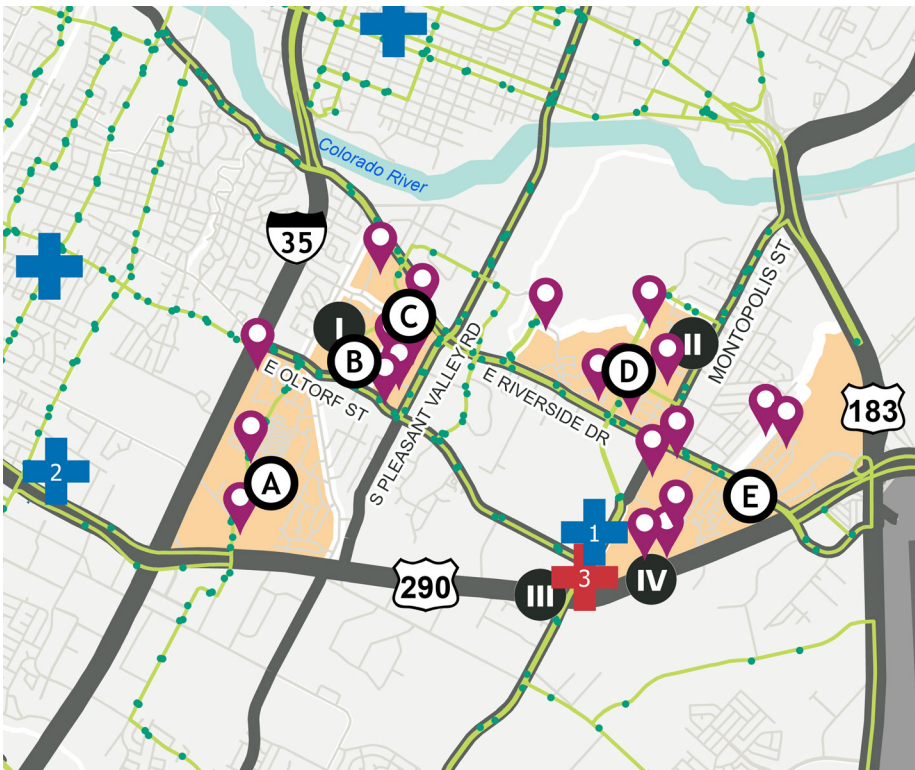 Colorado River
35
I
C
B
II
MONTOPOLIS ST
E OLTORF ST
S PLEASANT VALLEY RD
E RIVERSIDE DR
D
183
2
A
E
1
290
III
3
IV